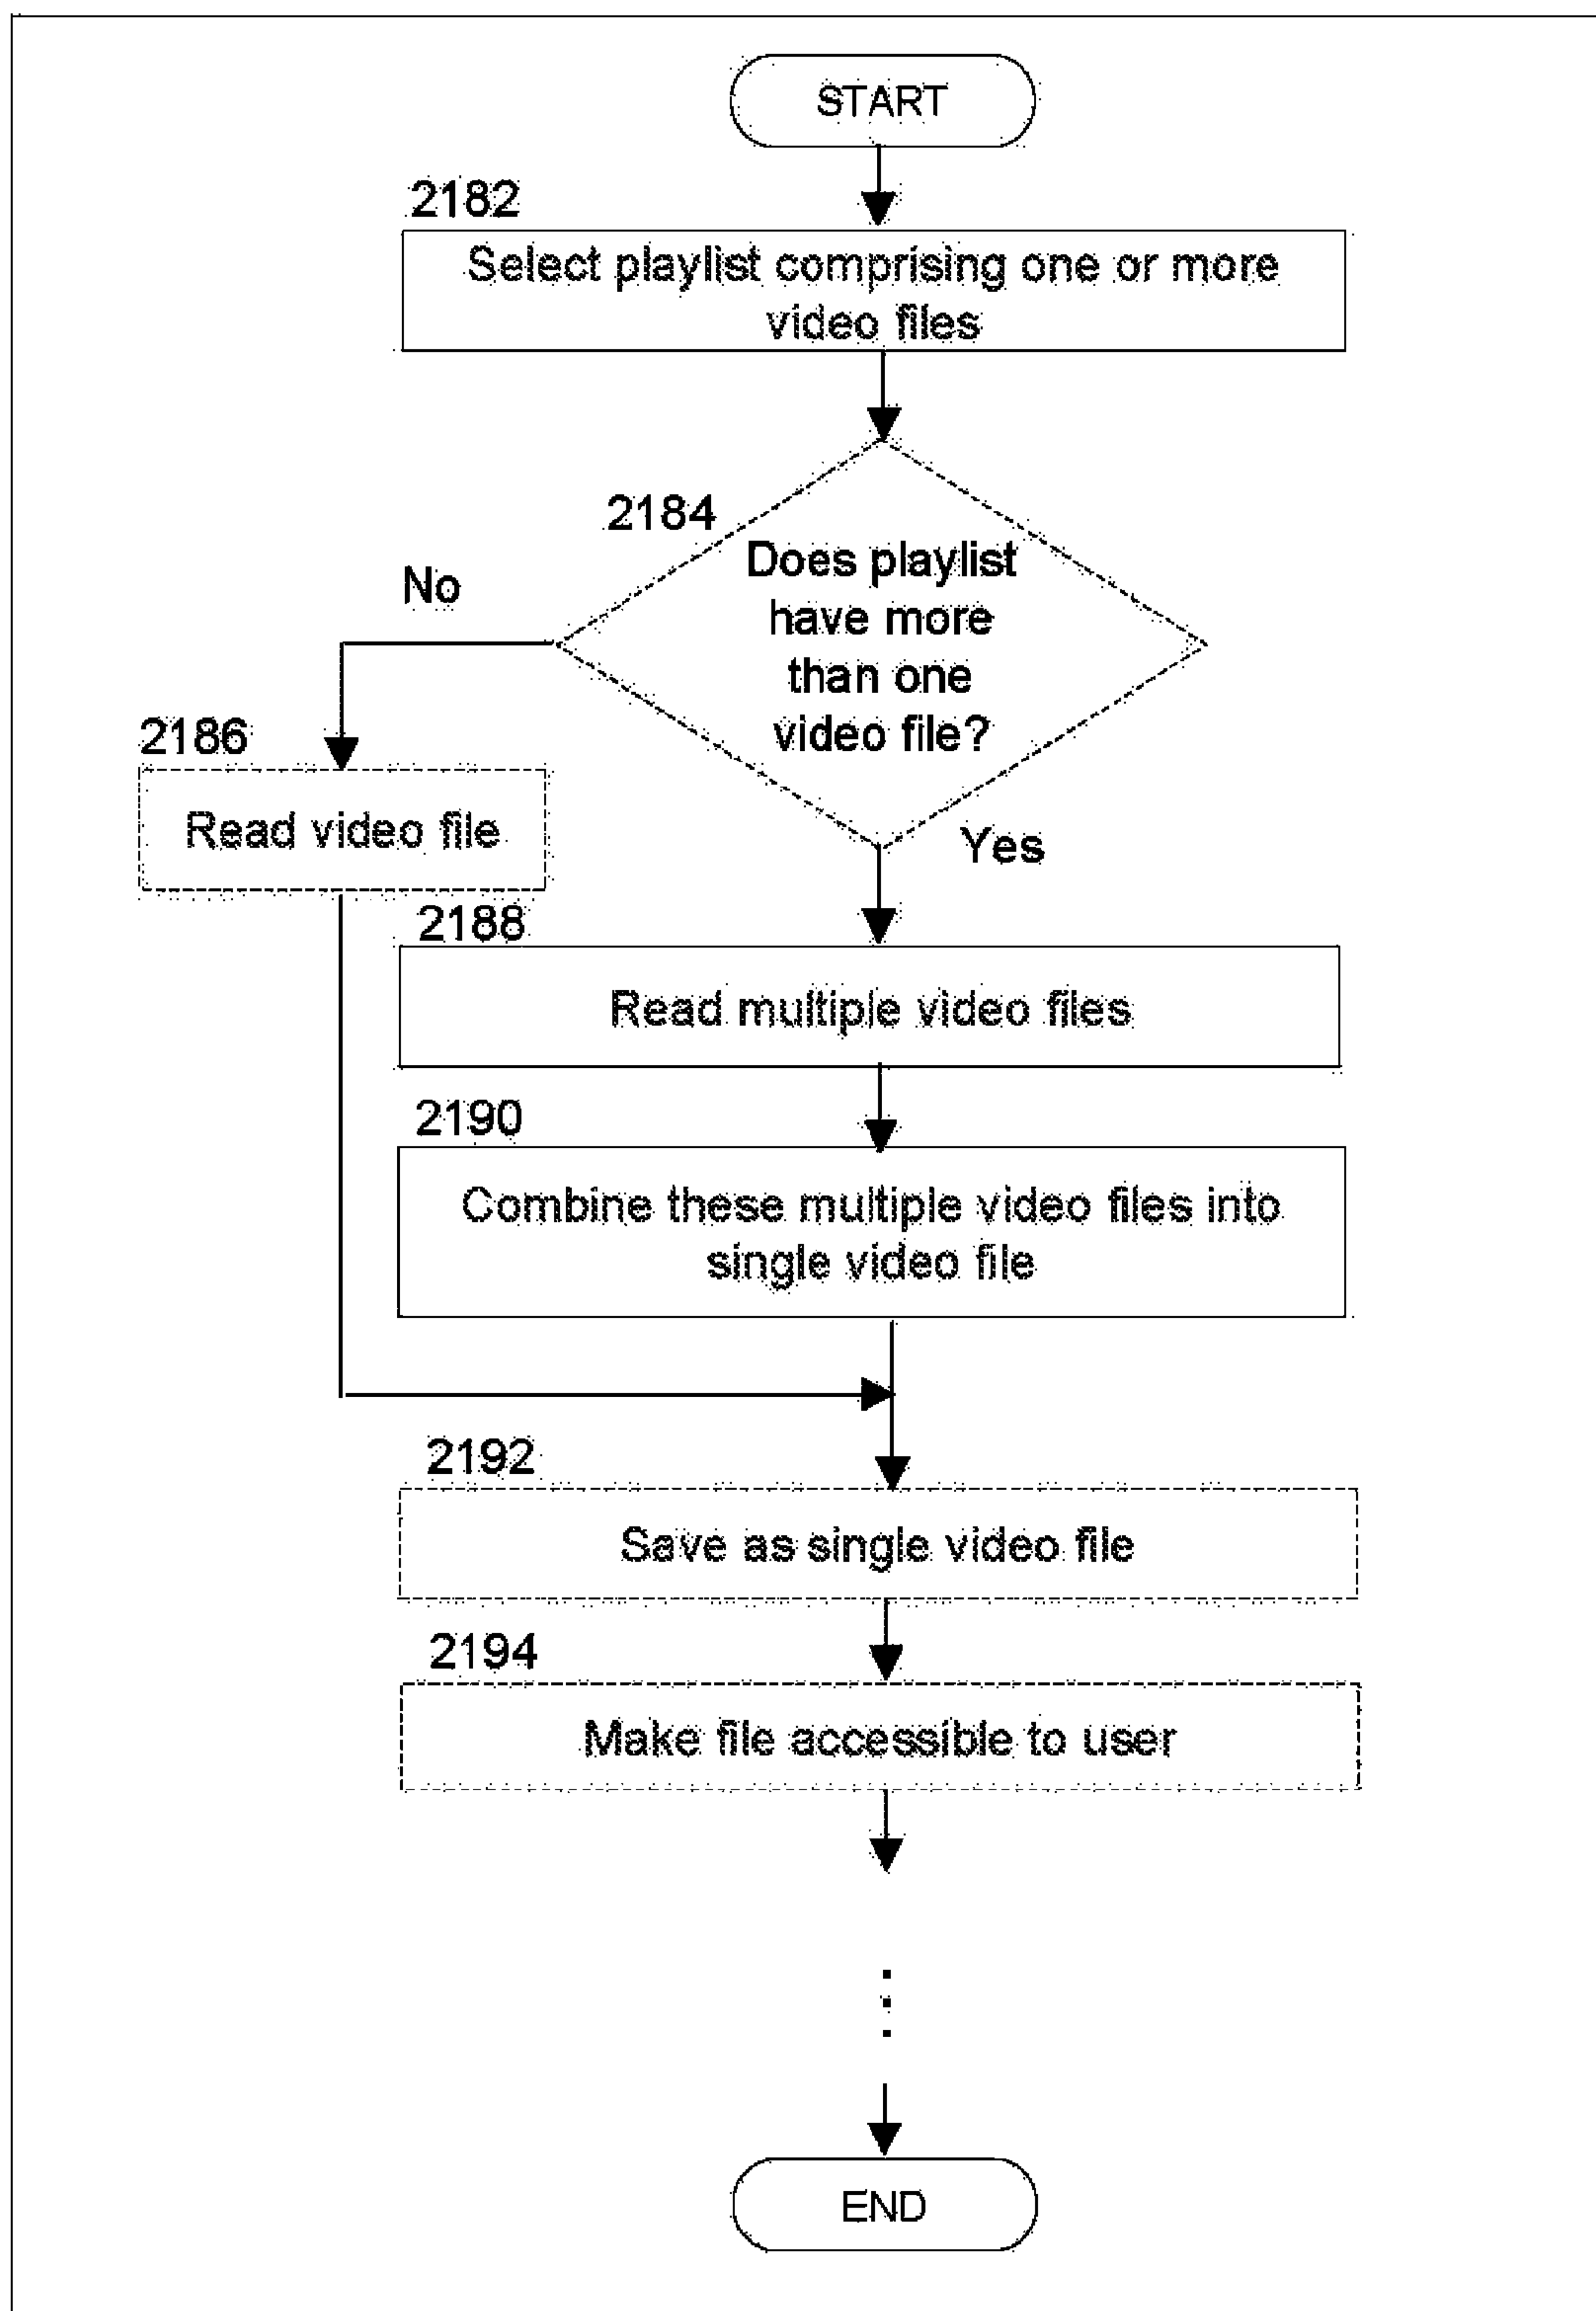 START
2182
Select playlist comprising one or more
video files
2184
Does playlist
have more
than one
video file?
No
Yes
2186
Read video file
2188
Read multiple video files
2190
Combine these multiple video files into
single video file
2192
Save as single video file
2194
Make file accessible to user
END